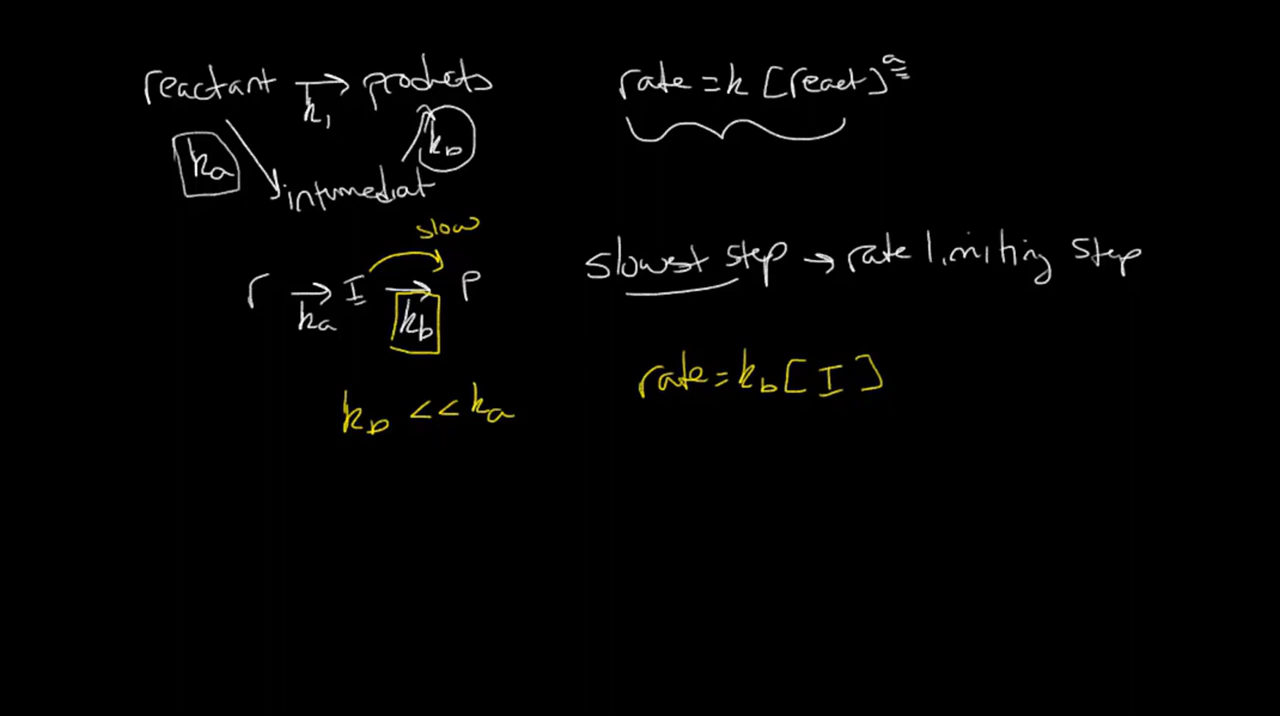 reactant → products
k₁
rate = k [react]ᵃ
ka
kb
intumediat
slow
slowest step → rate limiting step
r → I → P
ka
kb
rate = kb [I]
kb << ka